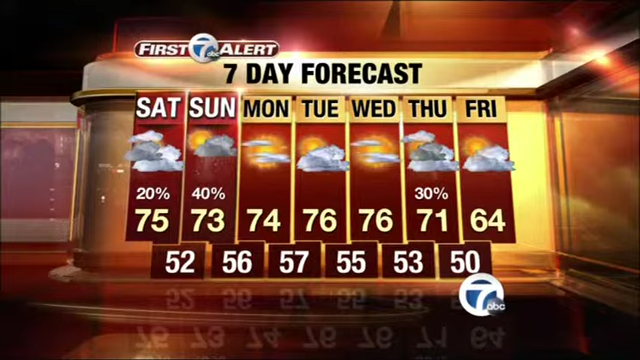 FIRST 7 abc ALERT
7 DAY FORECAST
SAT SUN MON TUE WED THU FRI
20% 40% 30%
75 73 74 76 76 71 64
52 56 57 55 53 50
7 abc